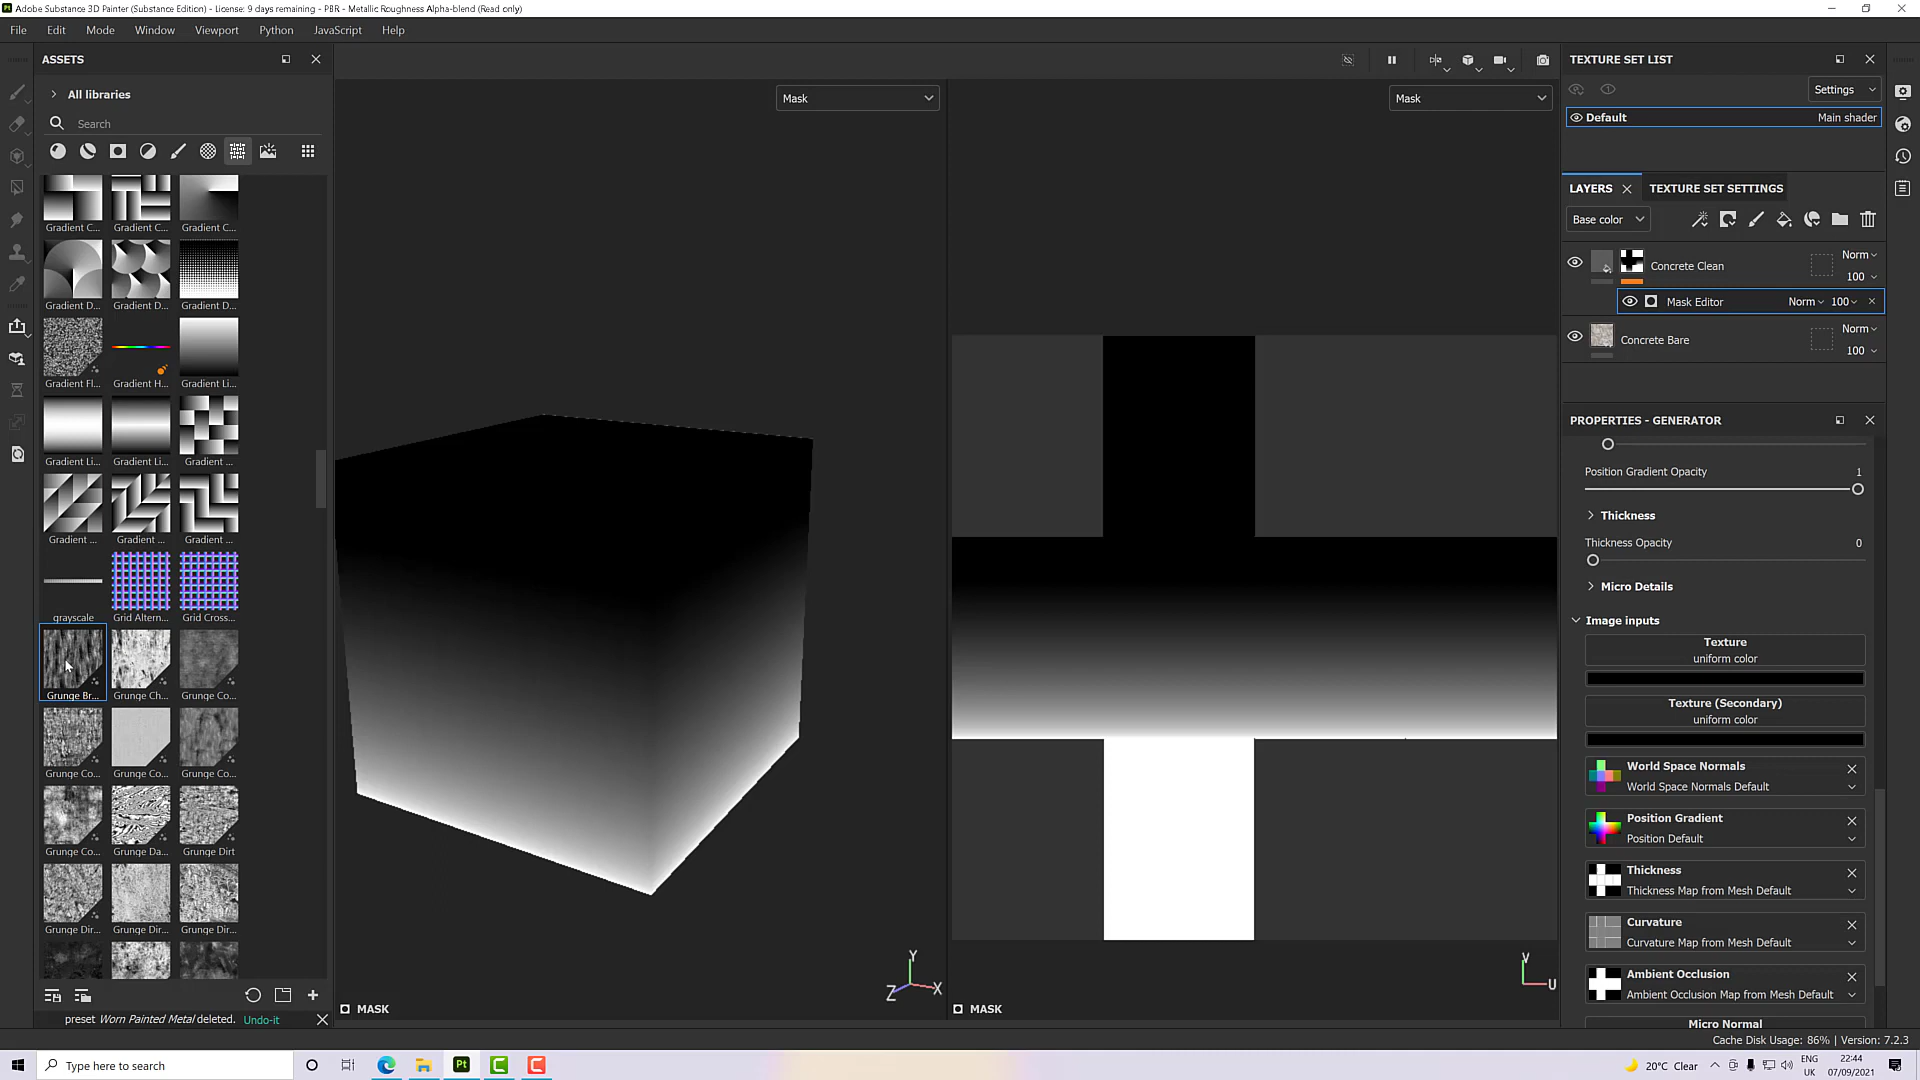 Adobe Substance 3D Painter (Substance Edition) - License: 9 days remaining - PBR - Metallic Roughness Alpha-blend (Read only)
File Edit Mode Window Viewport Python JavaScript Help
ASSETS
All libraries
Search
Gradient C... Gradient C... Gradient C...
Gradient D... Gradient D... Gradient D...
Gradient Fl... Gradient H... Gradient Li...
Gradient Li... Gradient Li... Gradient ...
Gradient ... Gradient ... Gradient ...
grayscale Grid Altern... Grid Cross...
Grunge Br... Grunge Ch... Grunge Co...
Grunge Co... Grunge Co... Grunge Co...
Grunge Co... Grunge Da... Grunge Dirt
Grunge Dir... Grunge Dir... Grunge Dir...
preset Worn Painted Metal deleted. Undo-it
Mask
Y
Z X
MASK
Mask
V
U
MASK
TEXTURE SET LIST
Settings
Default Main shader
LAYERS TEXTURE SET SETTINGS
Base color
Concrete Clean Norm
100
Mask Editor Norm 100
Concrete Bare Norm
100
PROPERTIES - GENERATOR
Position Gradient Opacity 1
Thickness
Thickness Opacity 0
Micro Details
Image inputs
Texture
uniform color
Texture (Secondary)
uniform color
World Space Normals
World Space Normals Default
Position Gradient
Position Default
Thickness
Thickness Map from Mesh Default
Curvature
Curvature Map from Mesh Default
Ambient Occlusion
Ambient Occlusion Map from Mesh Default
Micro Normal
Cache Disk Usage: 86% | Version: 7.2.3
Type here to search
Pt
20°C Clear
ENG
UK
22:44
07/09/2021